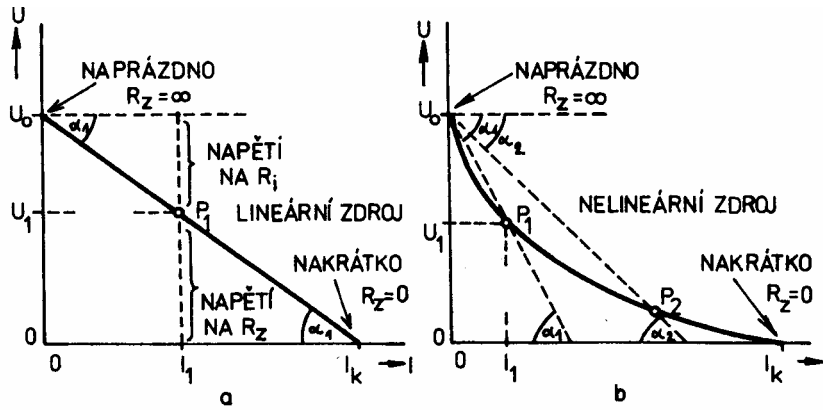 U
NAPRÁZDNO
R_z=∞
U_0
α_1
NAPĚTÍ
NA R_i
U_1
P_1
LINEÁRNÍ ZDROJ
NAKRÁTKO
R_z=0
NAPĚTÍ
NA R_z
α_1
0
0
I_1
I_k
I
a
U
NAPRÁZDNO
R_z=∞
U_0
α_1
α_2
P_1
NELINEÁRNÍ ZDROJ
U_1
NAKRÁTKO
R_z=0
P_2
α_1
α_2
0
0
I_1
I_k
I
b